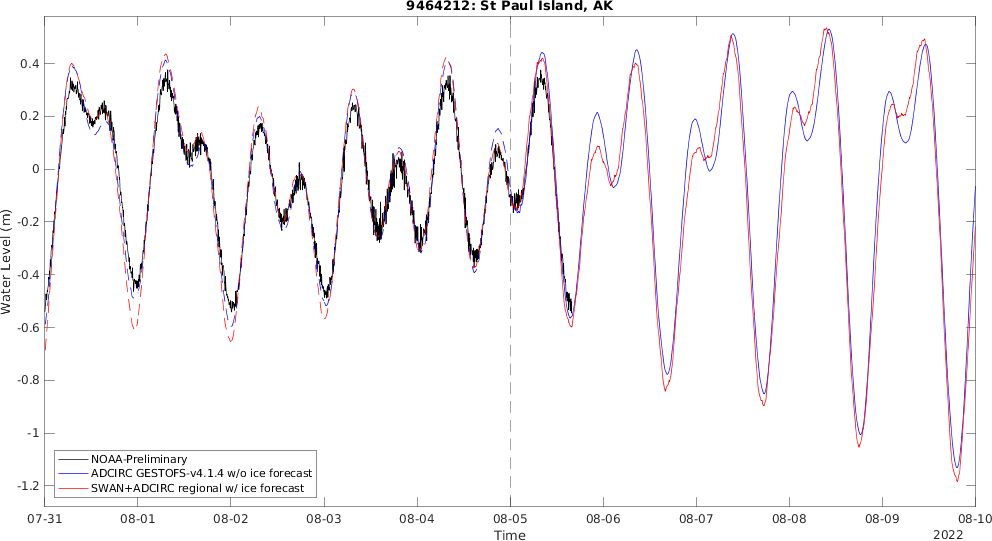 9464212: St Paul Island, AK
0.4
0.2
0
-0.2
-0.4
-0.6
-0.8
-1
-1.2
Water Level (m)
NOAA-Preliminary
ADCIRC GESTOFS-v4.1.4 w/o ice forecast
SWAN+ADCIRC regional w/ ice forecast
07-31 08-01 08-02 08-03 08-04 08-05 08-06 08-07 08-08 08-09 08-10
Time
2022